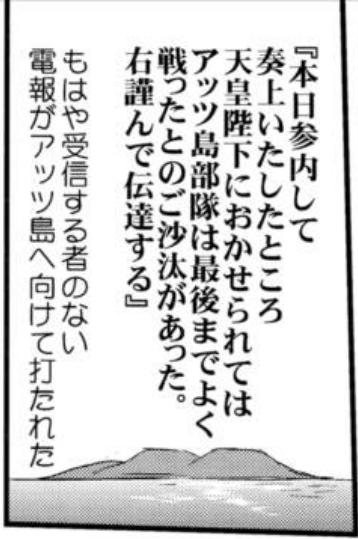 『本日参内して
奏上いたしたところ
天皇陛下におかせられては
アッツ島部隊は最後までよく
戦ったとのご沙汰があった。
右謹んで伝達する』
もはや受信する者のない
電報がアッツ島へ向けて打たれた